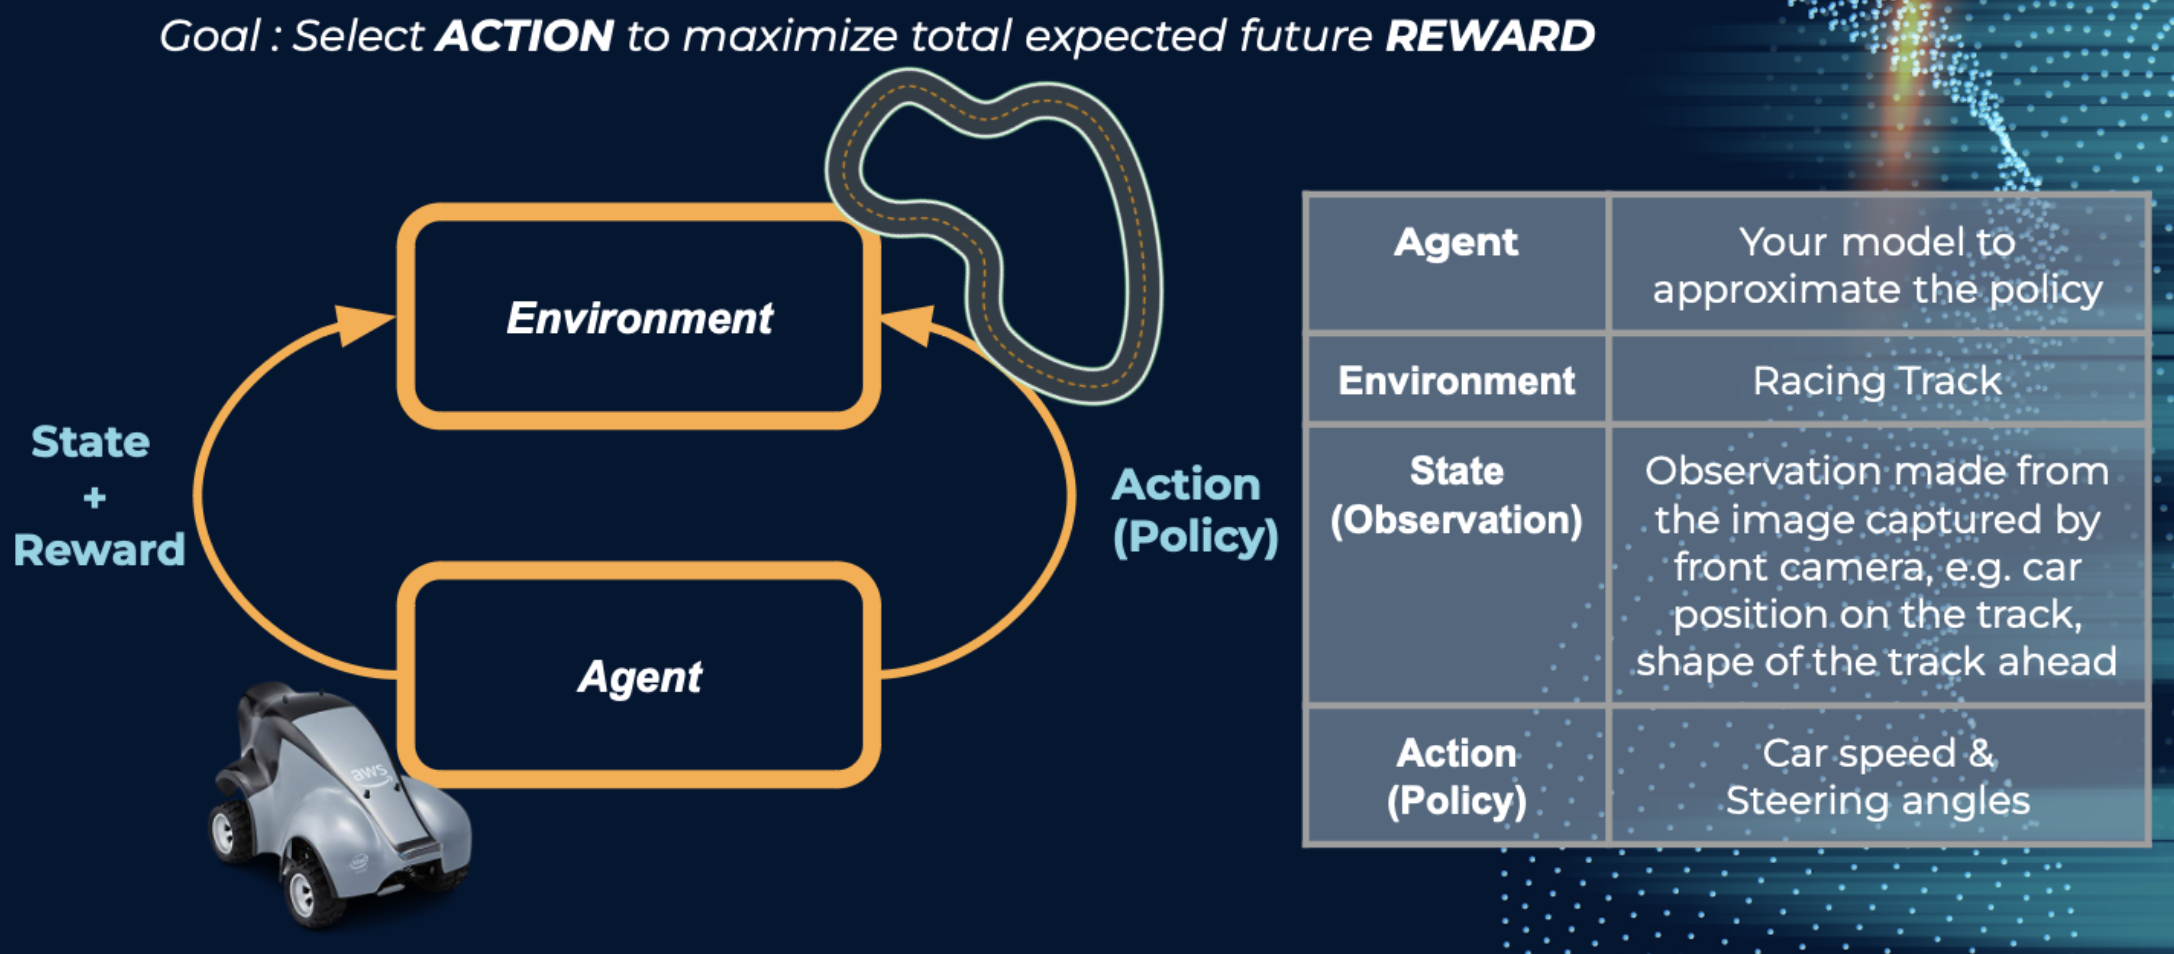 Goal : Select ACTION to maximize total expected future REWARD
Environment
State
+
Reward
Action
(Policy)
Agent
aws
intel
Agent
Your model to
approximate the policy
Environment
Racing Track
State
(Observation)
Observation made from
the image captured by
front camera, e.g. car
position on the track,
shape of the track ahead
Action
(Policy)
Car speed &
Steering angles